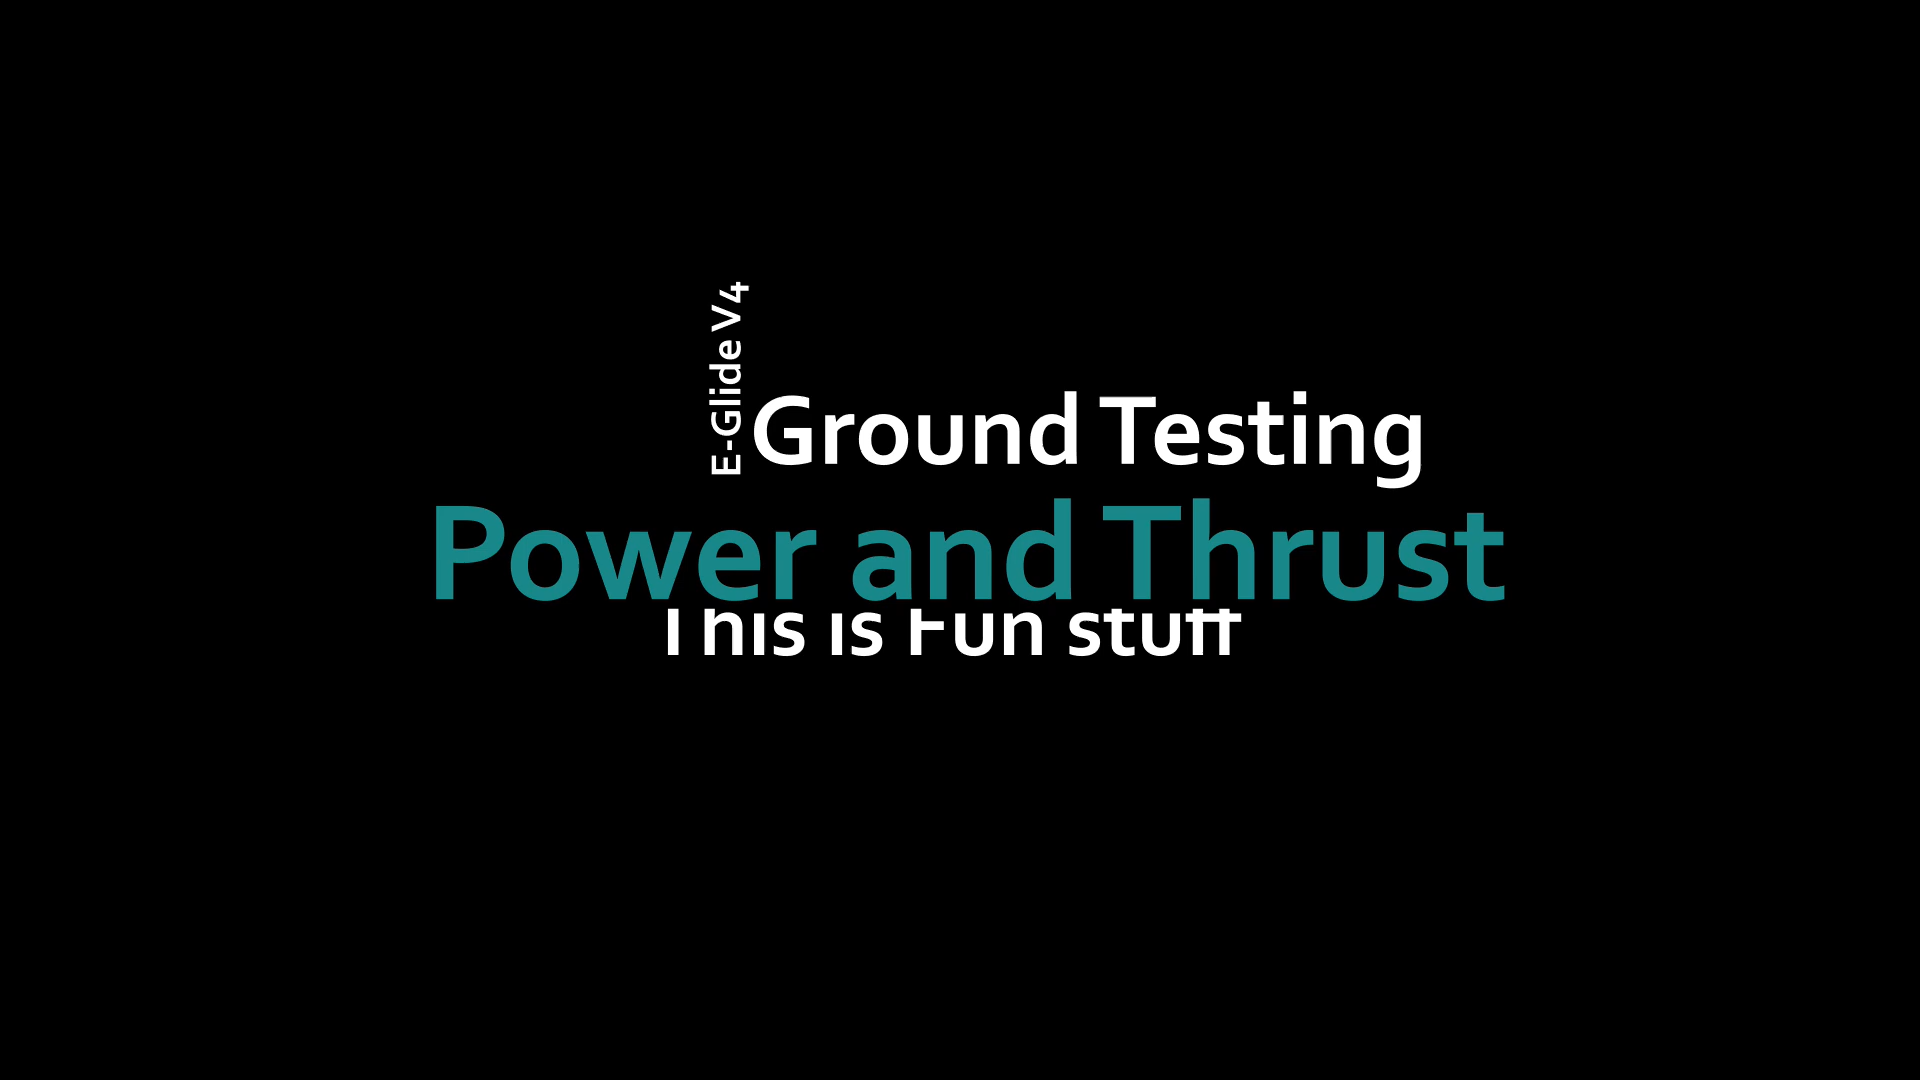 E-Glide V4
Ground Testing
Power and Thrust
This is Fun stuff